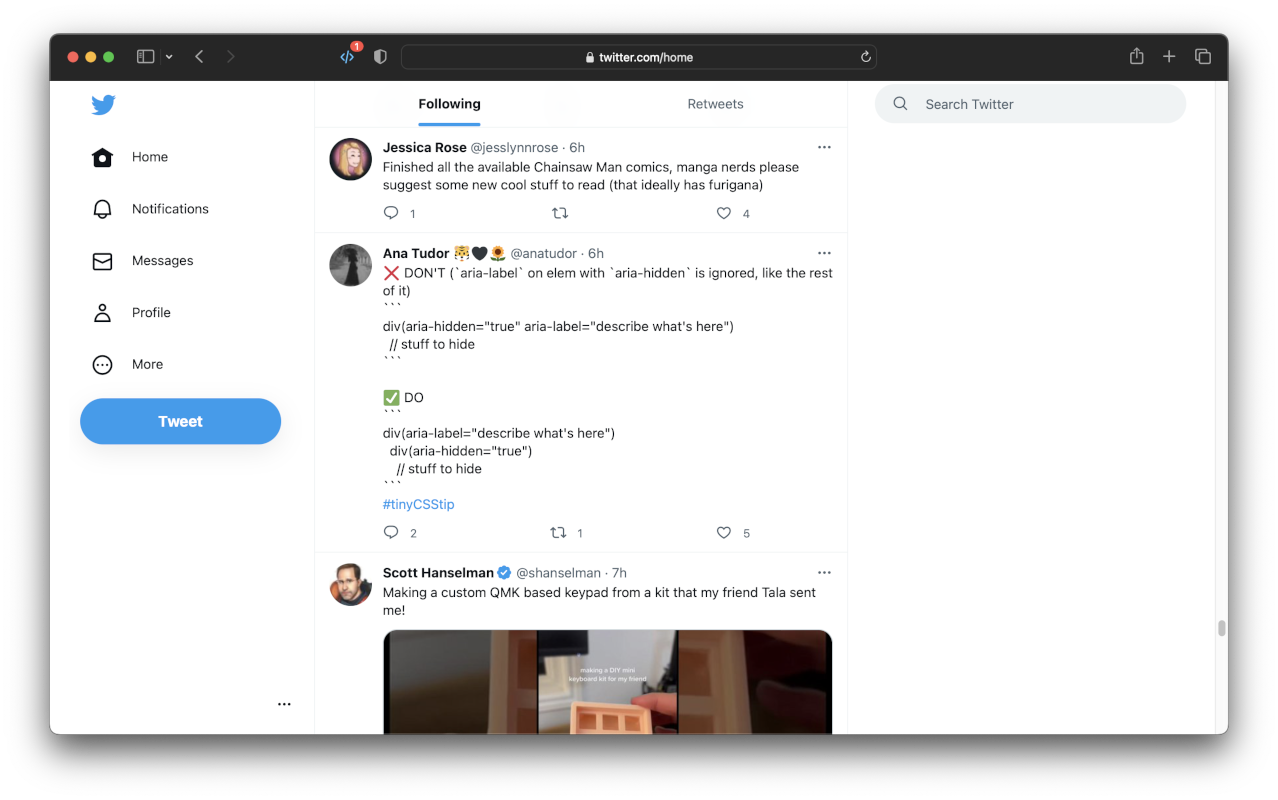 1
twitter.com/home
Following
Retweets
Search Twitter
Home
Notifications
Messages
Profile
More
Tweet
Jessica Rose @jesslynnrose · 6h
Finished all the available Chainsaw Man comics, manga nerds please
suggest some new cool stuff to read (that ideally has furigana)
1
4
Ana Tudor 🐯🖤🌻 @anatudor · 6h
❌ DON'T (`aria-label` on elem with `aria-hidden` is ignored, like the rest
of it)
```
div(aria-hidden="true" aria-label="describe what's here")
// stuff to hide
```
✅ DO
```
div(aria-label="describe what's here")
div(aria-hidden="true")
// stuff to hide
```
#tinyCSStip
2
1
5
Scott Hanselman @shanselman · 7h
Making a custom QMK based keypad from a kit that my friend Tala sent
me!
making a DIY mini
keyboard kit for my friend